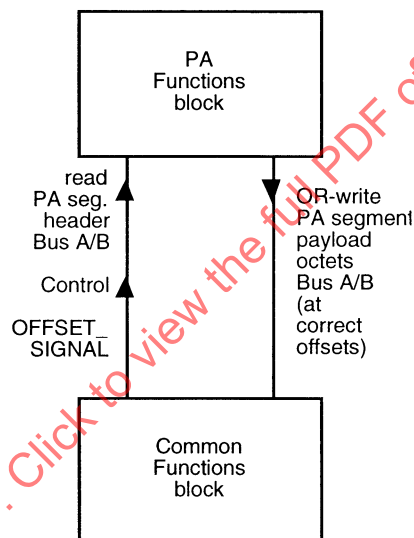 PA
Functions
block
read
PA seg.
header
Bus A/B
Control
OFFSET_
SIGNAL
OR-write
PA segment
payload
octets
Bus A/B
(at
correct
offsets)
Common
Functions
block
. Click to view the full PDF of